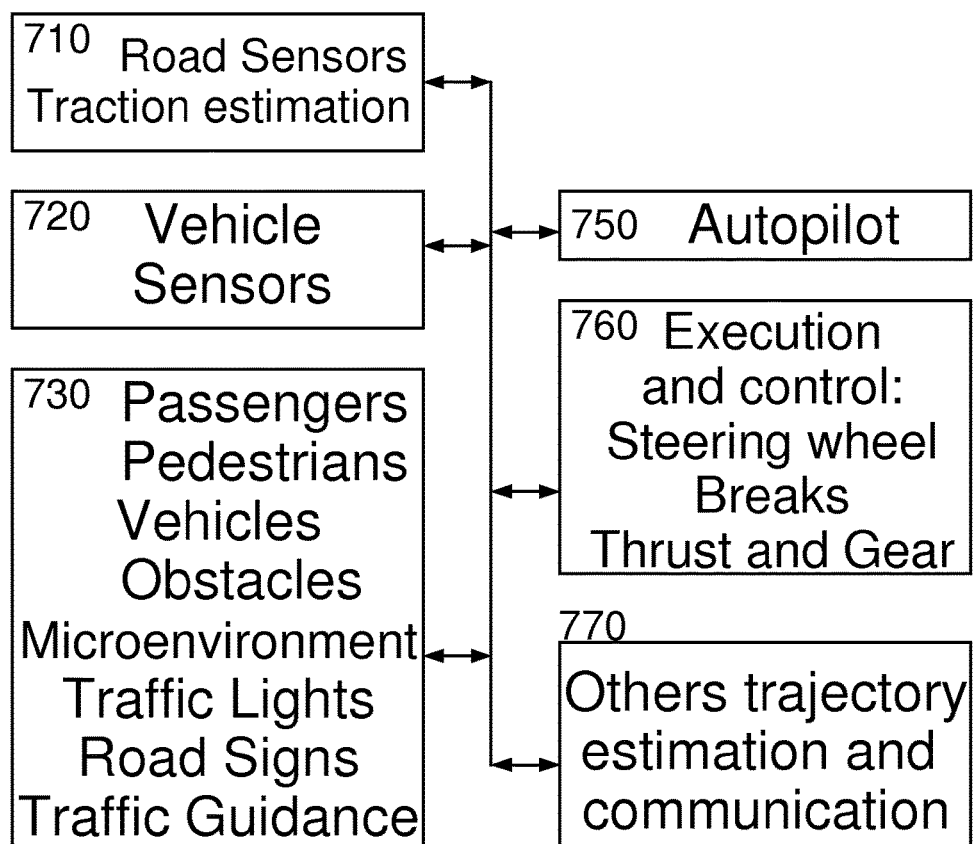 710 Road Sensors
Traction estimation
720 Vehicle
Sensors
730 Passengers
Pedestrians
Vehicles
Obstacles
Microenvironment
Traffic Lights
Road Signs
Traffic Guidance
750 Autopilot
760 Execution
and control:
Steering wheel
Breaks
Thrust and Gear
770
Others trajectory
estimation and
communication